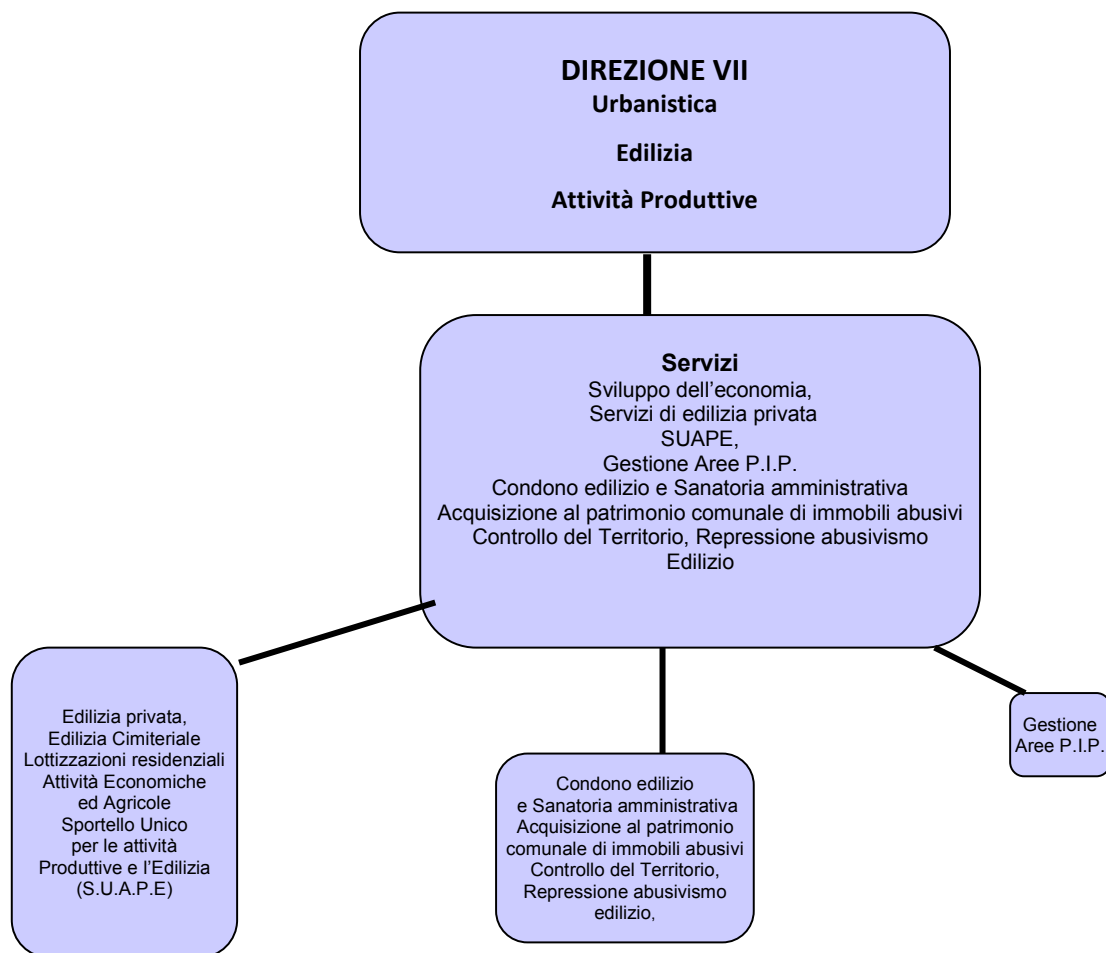 DIREZIONE VII
Urbanistica
Edilizia
Attività Produttive
Servizi
Sviluppo dell’economia,
Servizi di edilizia privata
SUAPE,
Gestione Aree P.I.P.
Condono edilizio e Sanatoria amministrativa
Acquisizione al patrimonio comunale di immobili abusivi
Controllo del Territorio, Repressione abusivismo
Edilizio
Edilizia privata,
Edilizia Cimiteriale
Lottizzazioni residenziali
Attività Economiche
ed Agricole
Sportello Unico
per le attività
Produttive e l’Edilizia
(S.U.A.P.E)
Condono edilizio
e Sanatoria amministrativa
Acquisizione al patrimonio
comunale di immobili abusivi
Controllo del Territorio,
Repressione abusivismo
edilizio,
Gestione
Aree P.I.P.